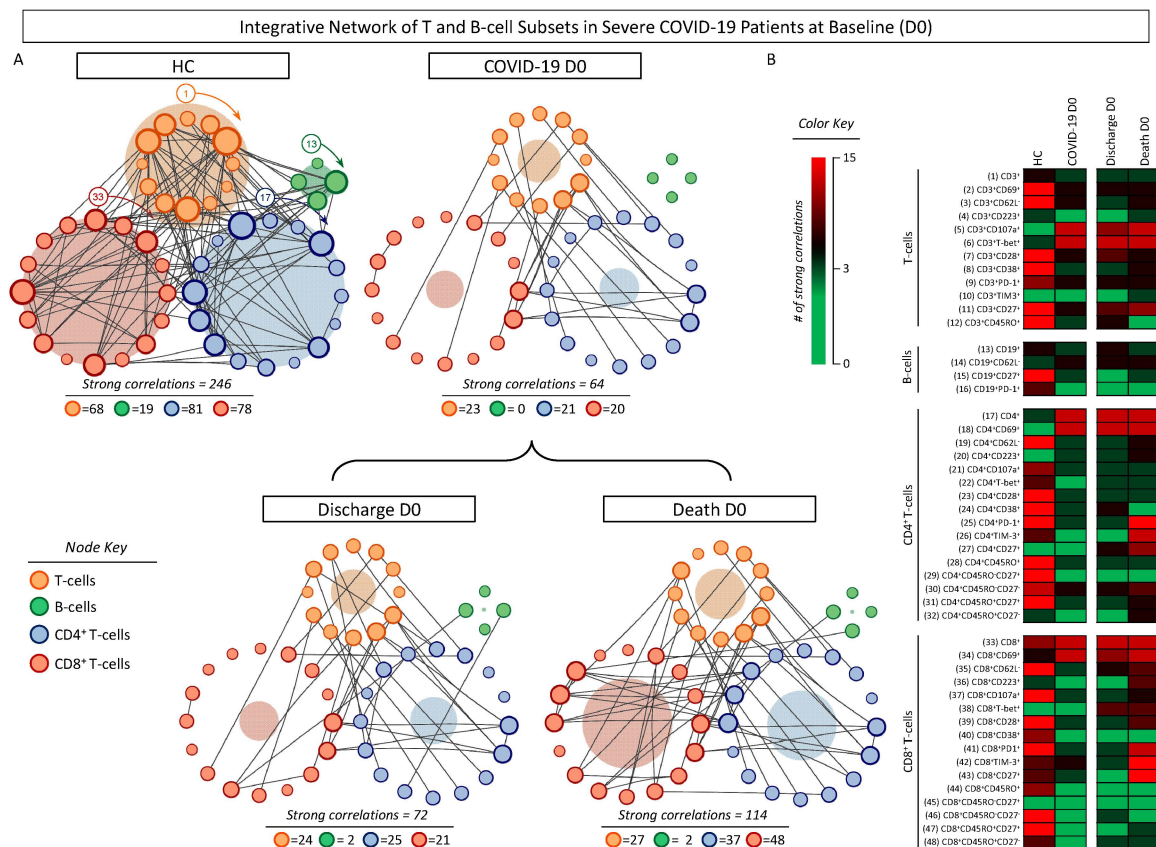 Integrative Network of T and B-cell Subsets in Severe COVID-19 Patients at Baseline (D0)
A
HC
COVID-19 D0
B
1
13
33
17
Strong correlations = 246
=68 =19 =81 =78
Strong correlations = 64
=23 = 0 =21 =20
Discharge D0
Death D0
Node Key
T-cells
B-cells
CD4⁺ T-cells
CD8⁺ T-cells
Strong correlations = 72
=24 = 2 =25 =21
Strong correlations = 114
=27 = 2 =37 =48
Color Key
# of strong correlations
15
3
0
HC
COVID-19 D0
Discharge D0
Death D0
T-cells
(1) CD3⁺
(2) CD3⁺CD69⁺
(3) CD3⁺CD62L⁻
(4) CD3⁺CD223⁺
(5) CD3⁺CD107a⁺
(6) CD3⁺T-bet⁺
(7) CD3⁺CD28⁺
(8) CD3⁺CD38⁺
(9) CD3⁺PD-1⁺
(10) CD3⁺TIM3⁺
(11) CD3⁺CD27⁺
(12) CD3⁺CD45RO⁺
B-cells
(13) CD19⁺
(14) CD19⁺CD62L⁻
(15) CD19⁺CD27⁺
(16) CD19⁺PD-1⁺
CD4⁺ T-cells
(17) CD4⁺
(18) CD4⁺CD69⁺
(19) CD4⁺CD62L⁻
(20) CD4⁺CD223⁺
(21) CD4⁺CD107a⁺
(22) CD4⁺T-bet⁺
(23) CD4⁺CD28⁺
(24) CD4⁺CD38⁺
(25) CD4⁺PD-1⁺
(26) CD4⁺TIM-3⁺
(27) CD4⁺CD27⁺
(28) CD4⁺CD45RO⁺
(29) CD4⁺CD45RO⁻CD27⁺
(30) CD4⁺CD45RO⁻CD27⁻
(31) CD4⁺CD45RO⁺CD27⁺
(32) CD4⁺CD45RO⁺CD27⁻
CD8⁺ T-cells
(33) CD8⁺
(34) CD8⁺CD69⁺
(35) CD8⁺CD62L⁻
(36) CD8⁺CD223⁺
(37) CD8⁺CD107a⁺
(38) CD8⁺T-bet⁺
(39) CD8⁺CD28⁺
(40) CD8⁺CD38⁺
(41) CD8⁺PD1⁺
(42) CD8⁺TIM-3⁺
(43) CD8⁺CD27⁺
(44) CD8⁺CD45RO⁺
(45) CD8⁺CD45RO⁻CD27⁺
(46) CD8⁺CD45RO⁻CD27⁻
(47) CD8⁺CD45RO⁺CD27⁺
(48) CD8⁺CD45RO⁺CD27⁻